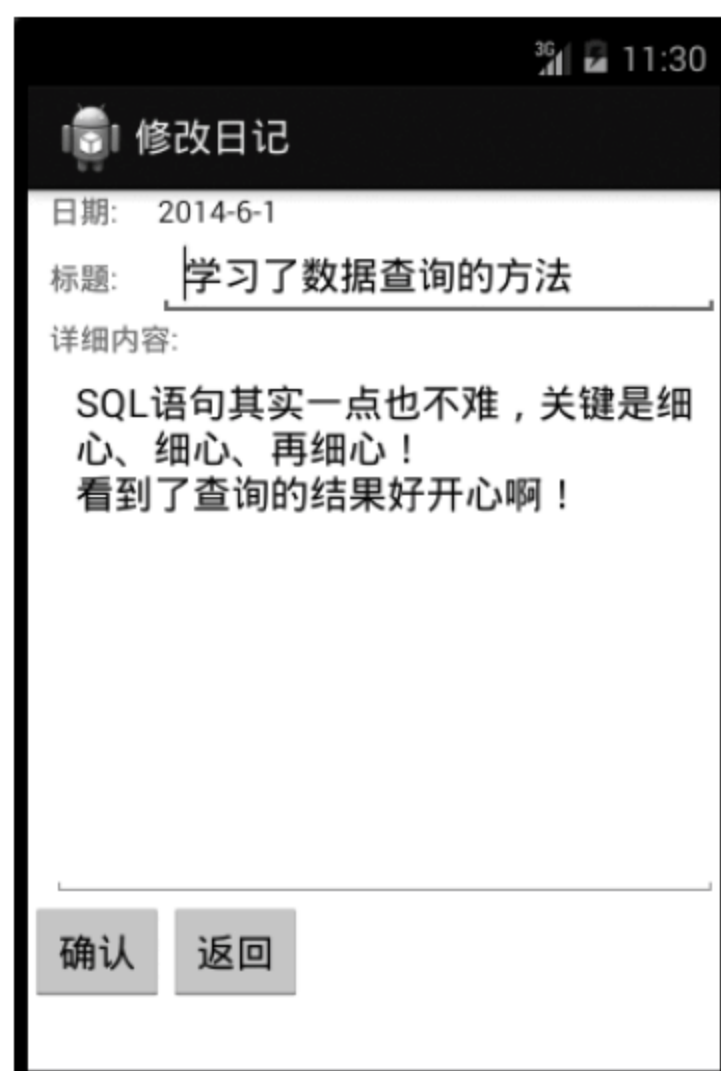 3G 11:30
修改日记
日期: 2014-6-1
标题: 学习了数据查询的方法
详细内容:
SQL语句其实一点也不难，关键是细
心、细心、再细心！
看到了查询的结果好开心啊！
确认 返回